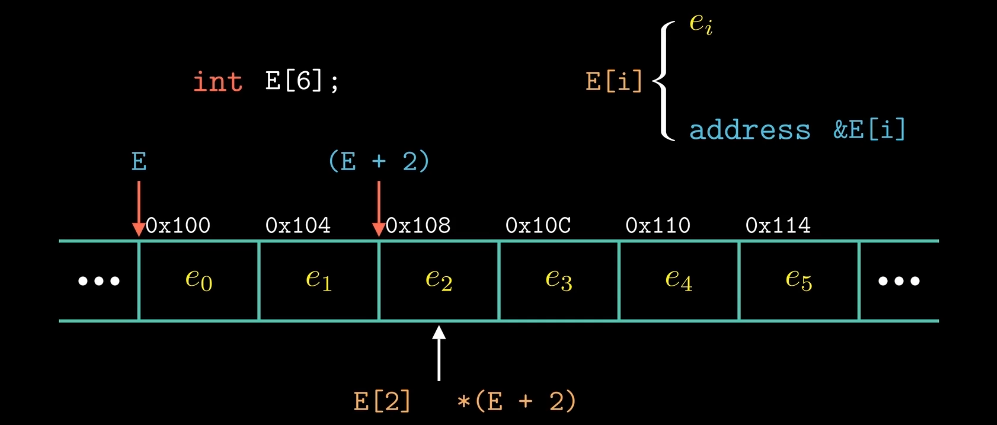 e_i
int E[6];
E[i]
address &E[i]
E
(E + 2)
0x100 0x104 0x108 0x10C 0x110 0x114
••• e_0 e_1 e_2 e_3 e_4 e_5 •••
E[2] *(E + 2)